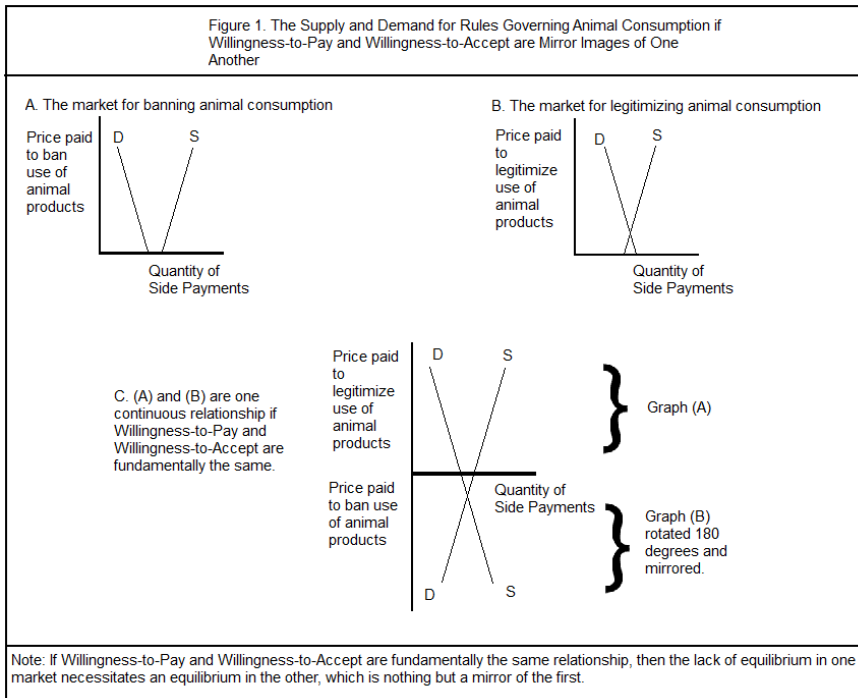 Figure 1. The Supply and Demand for Rules Governing Animal Consumption if
Willingness-to-Pay and Willingness-to-Accept are Mirror Images of One
Another
A. The market for banning animal consumption
Price paid
to ban
use of
animal
products
D
S
Quantity of
Side Payments
B. The market for legitimizing animal consumption
Price paid
to
legitimize
use of
animal
products
D
S
Quantity of
Side Payments
C. (A) and (B) are one
continuous relationship if
Willingness-to-Pay and
Willingness-to-Accept are
fundamentally the same.
Price paid
to
legitimize
use of
animal
products
D
S
Graph (A)
Price paid
to ban use
of animal
products
Quantity of
Side Payments
D
S
Graph (B)
rotated 180
degrees and
mirrored.
Note: If Willingness-to-Pay and Willingness-to-Accept are fundamentally the same relationship, then the lack of equilibrium in one
market necessitates an equilibrium in the other, which is nothing but a mirror of the first.